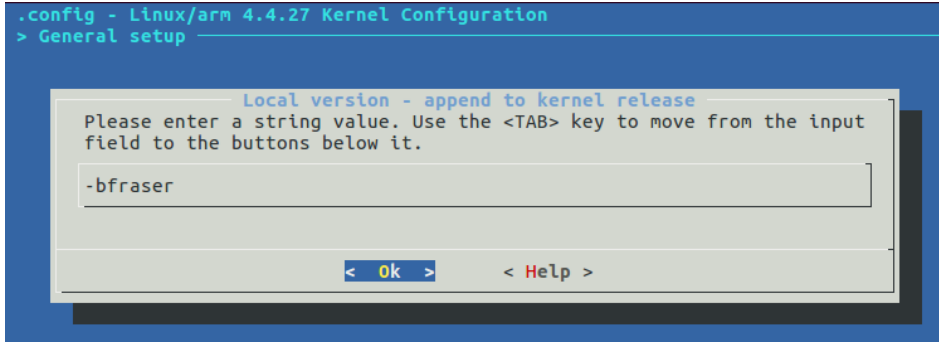 .config - Linux/arm 4.4.27 Kernel Configuration
> General setup
Local version - append to kernel release
Please enter a string value. Use the <TAB> key to move from the input
field to the buttons below it.
-bfraser
<  Ok  > < Help >